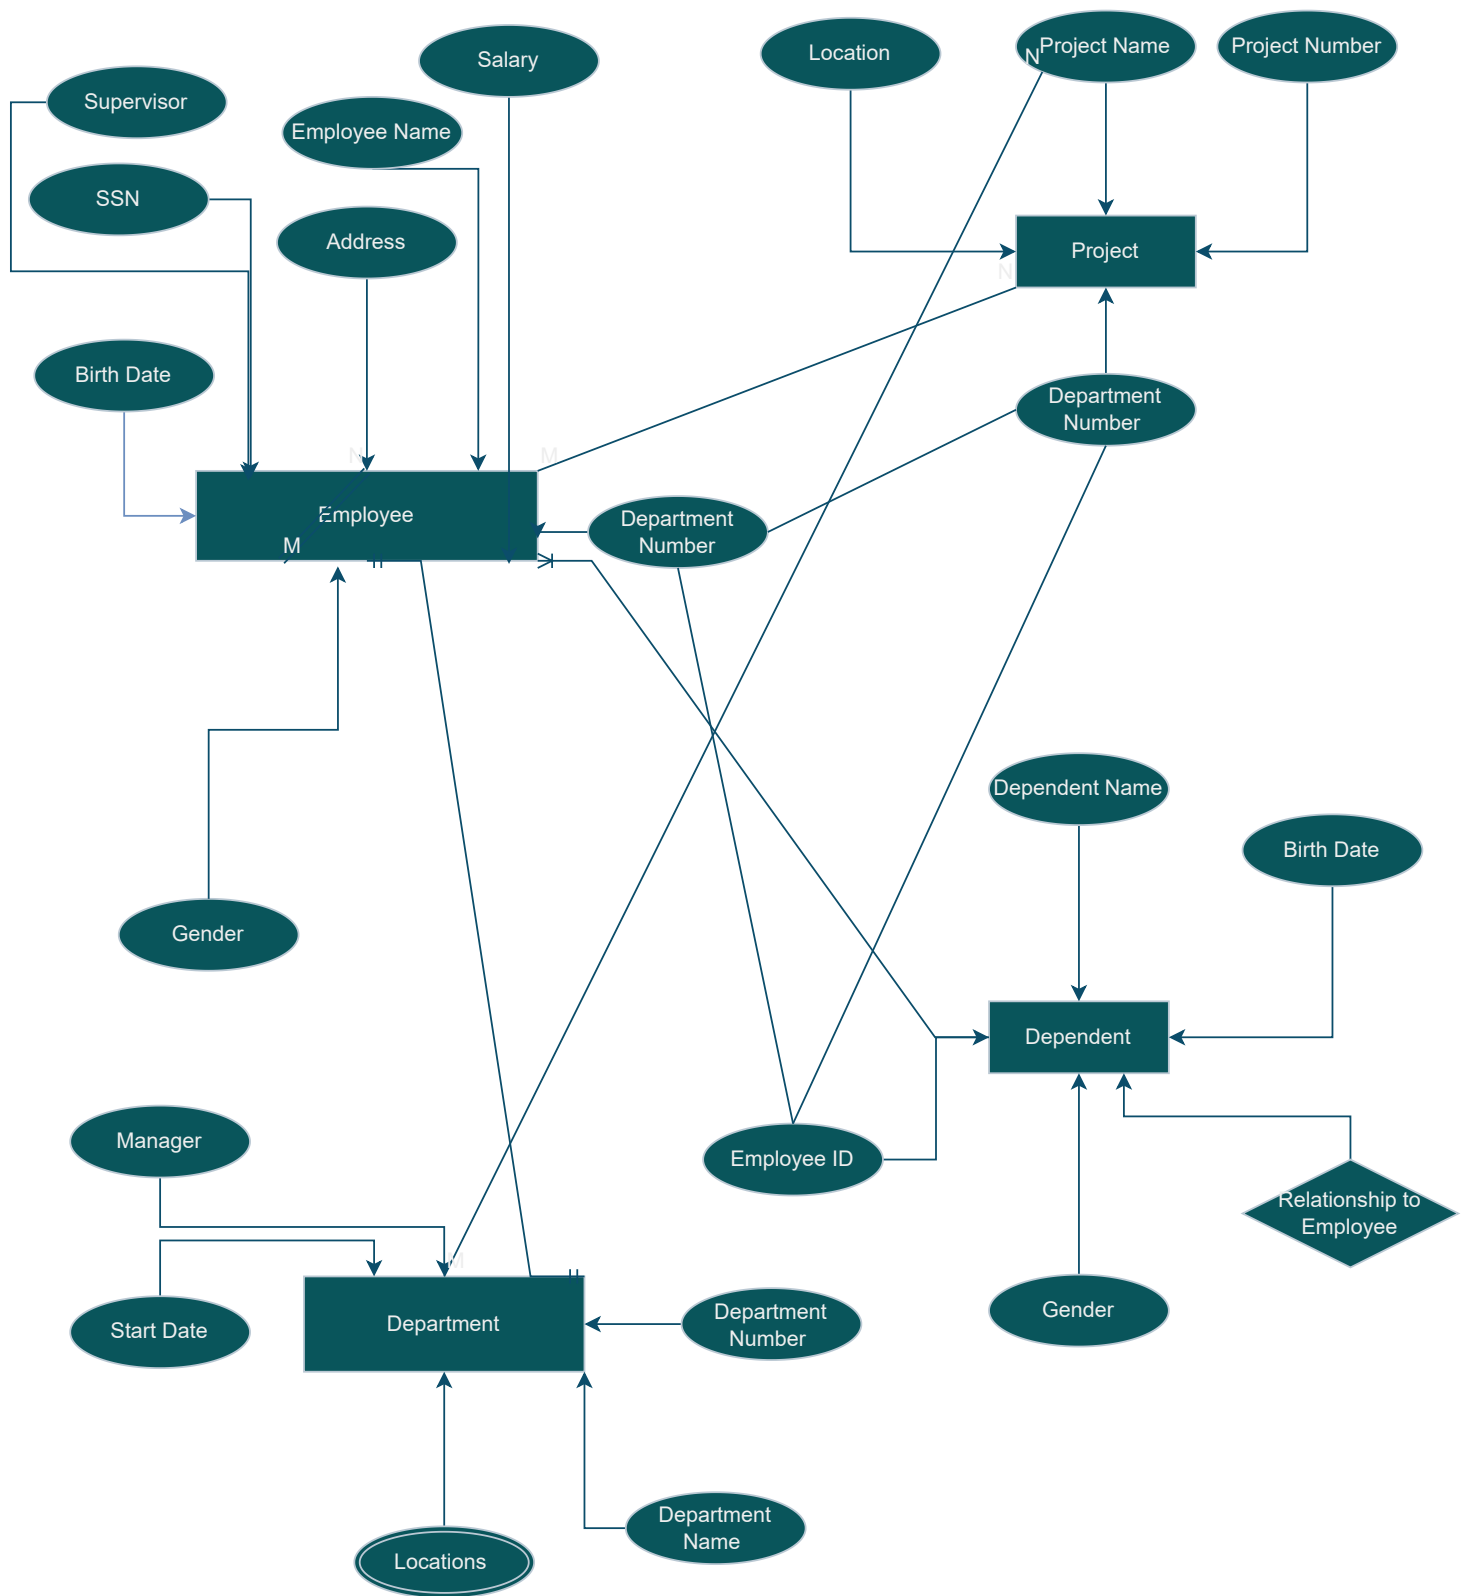 Salary
Location
N
Project Name
Project Number
Supervisor
Employee Name
SSN
Address
Project
N
Birth Date
Department
Number
N
M
Employee
M
Department
Number
Dependent Name
Birth Date
Gender
Dependent
Manager
Employee ID
Relationship to
Employee
M
Start Date
Department
Department
Number
Gender
Department
Name
Locations